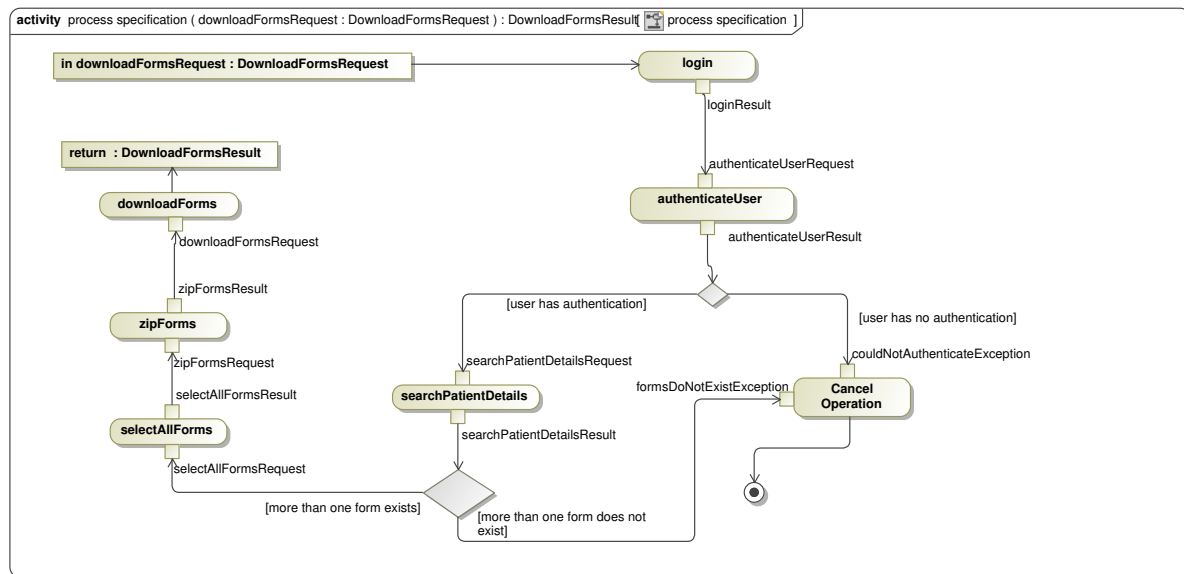 activity process specification ( downloadFormsRequest : DownloadFormsRequest ) : DownloadFormsResult[ process specification ]
in downloadFormsRequest : DownloadFormsRequest
login
loginResult
return : DownloadFormsResult
authenticateUserRequest
downloadForms
authenticateUser
downloadFormsRequest
authenticateUserResult
zipFormsResult
[user has authentication]
[user has no authentication]
zipForms
zipFormsRequest
searchPatientDetailsRequest
couldNotAuthenticateException
selectAllFormsResult
searchPatientDetails
formsDoNotExistException
Cancel
Operation
selectAllForms
searchPatientDetailsResult
selectAllFormsRequest
[more than one form exists]
[more than one form does not
exist]